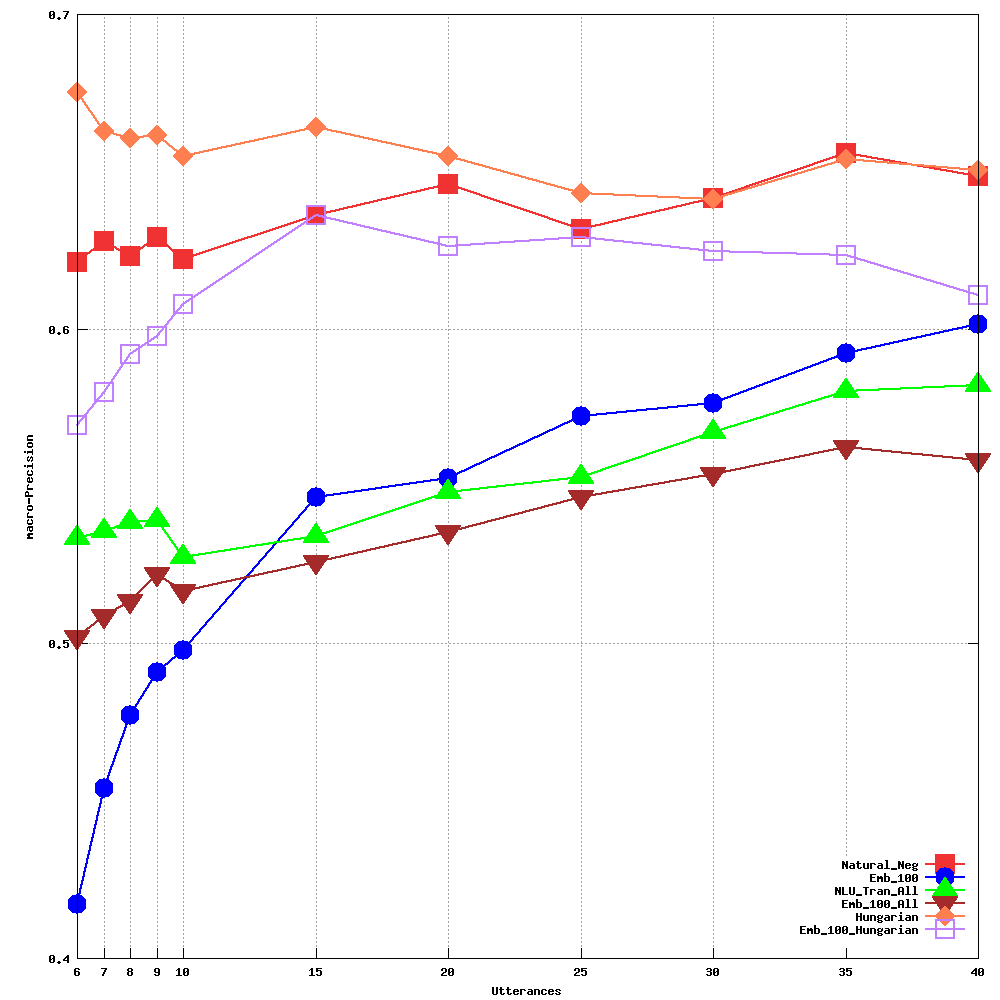 0.7
0.6
macro-Precision
0.5
Natural_Neg
Emb_100
NLU_Tran_All
Emb_100_All
Hungarian
Emb_100_Hungarian
0.4
6 7 8 9 10 15 20 25 30 35 40
Utterances